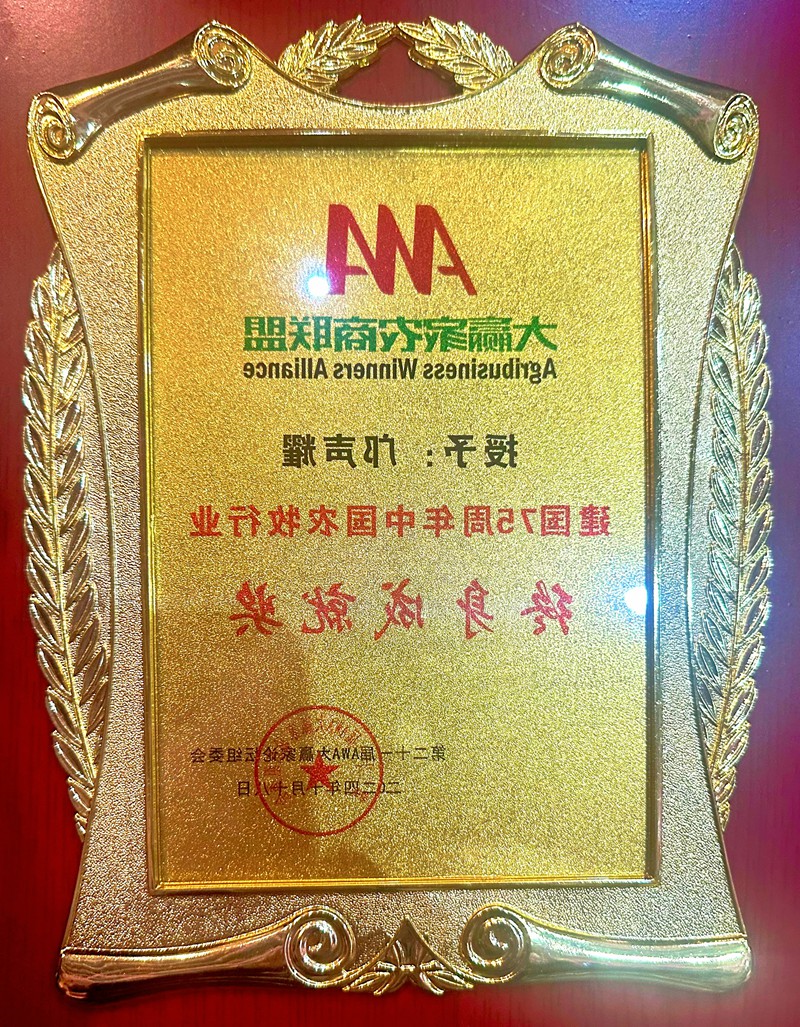 AWA
大赢家农商联盟
Agribusiness Winners Alliance
授予：邝声耀
建国75周年中国农牧行业
终身成就奖
第二十一届AWA大赢家论坛组委会
二〇二四年十月十八日